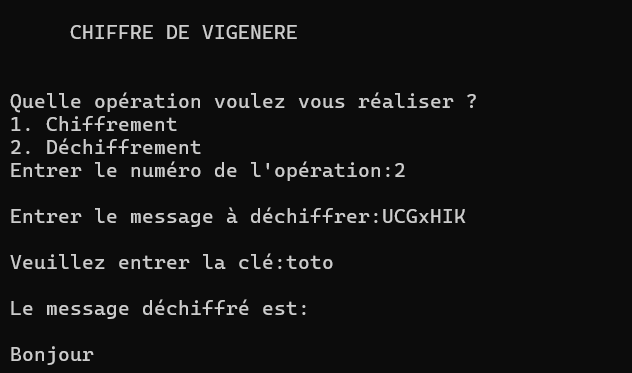 CHIFFRE DE VIGENERE
Quelle opération voulez vous réaliser ?
1. Chiffrement
2. Déchiffrement
Entrer le numéro de l'opération:2
Entrer le message à déchiffrer:UCGxHIK
Veuillez entrer la clé:toto
Le message déchiffré est:
Bonjour